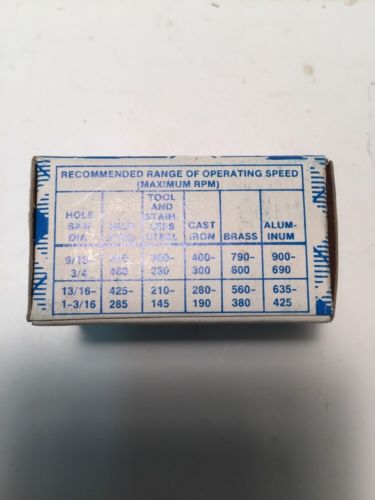 RECOMMENDED RANGE OF OPERATING SPEED
(MAXIMUM RPM)
HOLE SAW DIA. TOOL AND STAIN- LESS STEEL CAST IRON BRASS ALUM- INUM
3/4 460 230 300 600 690
400- 790- 900-
13/16- 425- 210- 280- 560- 635-
1-3/16 285 145 190 380 425